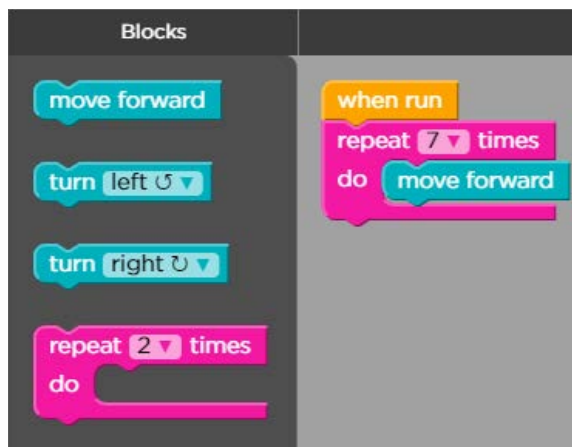 Blocks
move forward
turn left ↺ ▼
turn right ↻ ▼
repeat 2 ▼ times
do
when run
repeat 7 ▼ times
do move forward